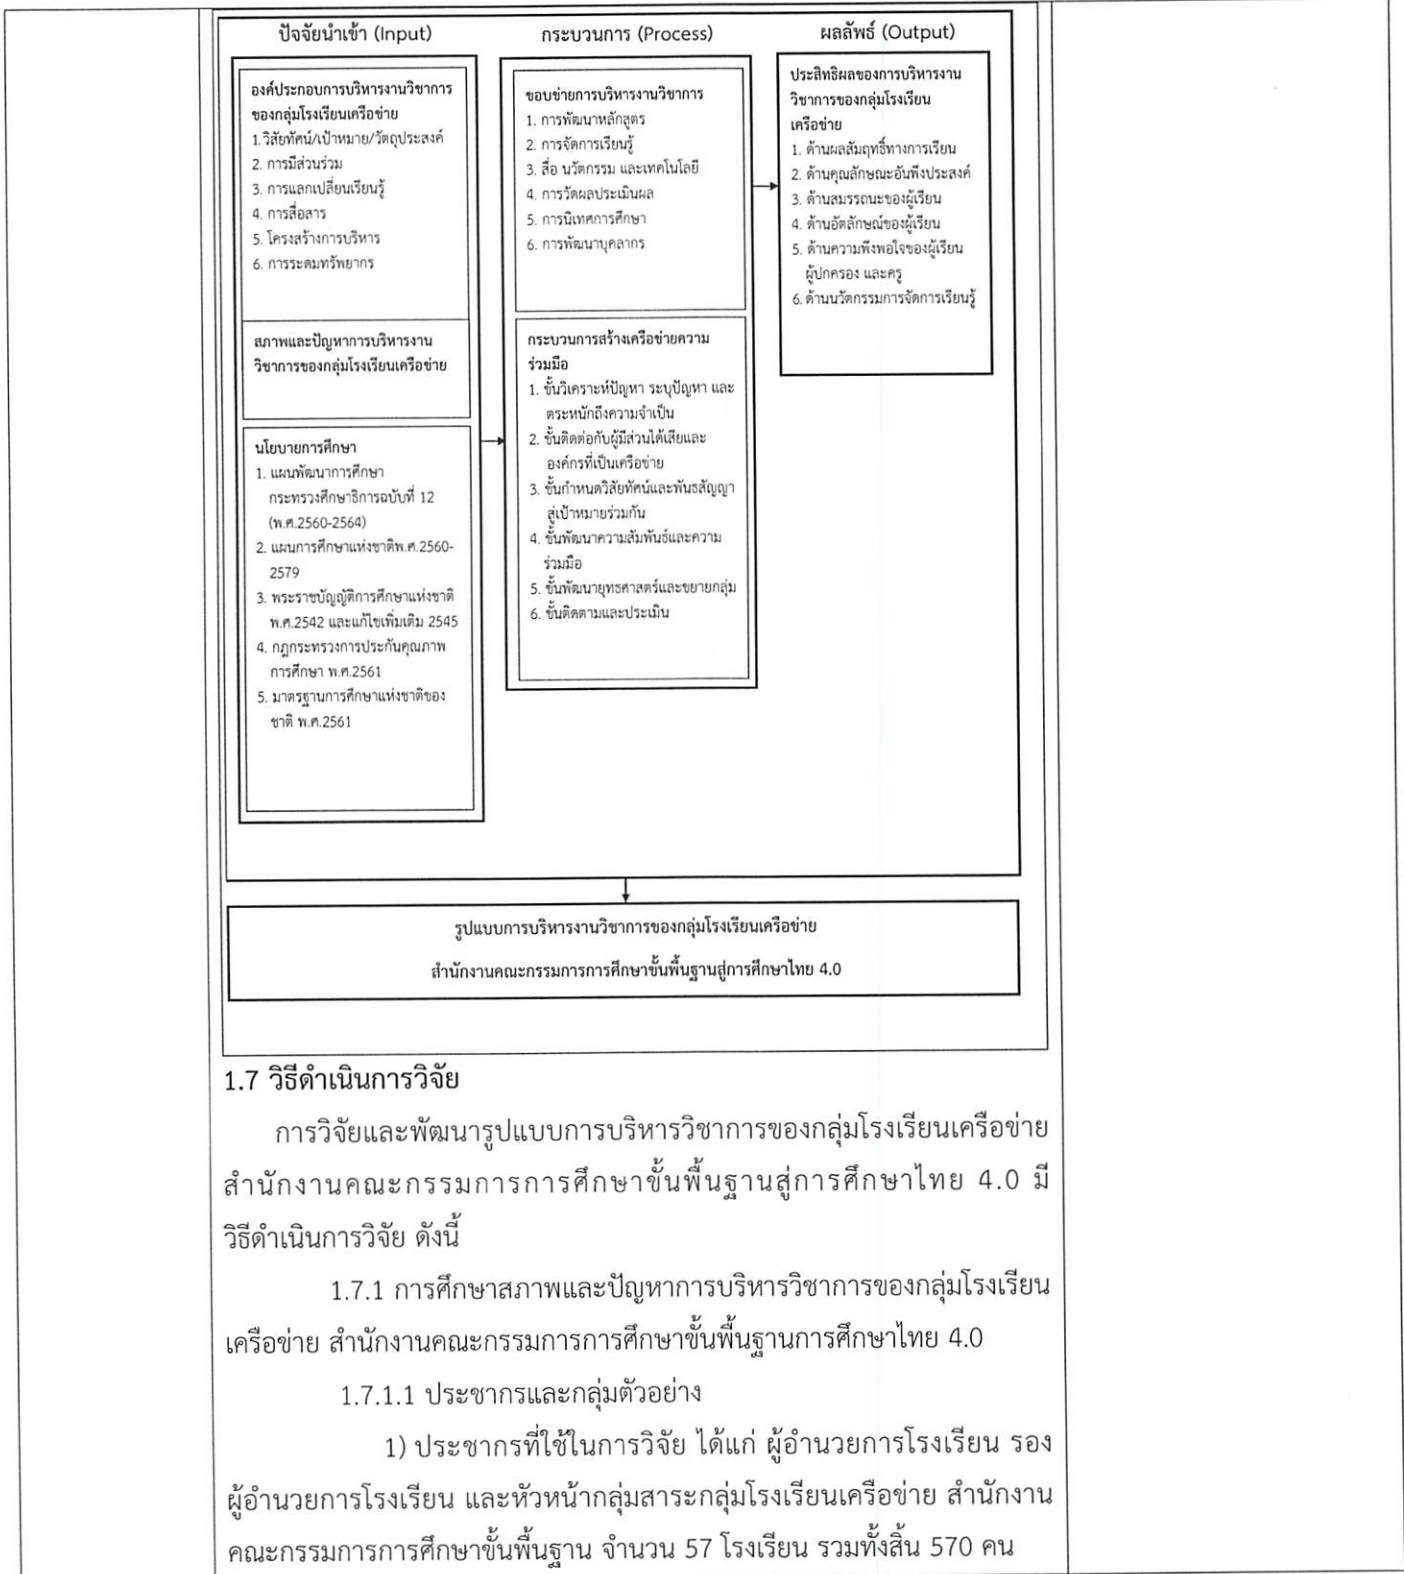 ปัจจัยนำเข้า (Input)
องค์ประกอบการบริหารงานวิชาการ
ของกลุ่มโรงเรียนเครือข่าย
1.วิสัยทัศน์/เป้าหมาย/วัตถุประสงค์
2. การมีส่วนร่วม
3. การแลกเปลี่ยนเรียนรู้
4. การสื่อสาร
5. โครงสร้างการบริหาร
6. การระดมทรัพยากร
สภาพและปัญหาการบริหารงาน
วิชาการของกลุ่มโรงเรียนเครือข่าย
นโยบายการศึกษา
1. แผนพัฒนาการศึกษา
กระทรวงศึกษาธิการฉบับที่ 12
(พ.ศ.2560-2564)
2. แผนการศึกษาแห่งชาติพ.ศ.2560-
2579
3. พระราชบัญญัติการศึกษาแห่งชาติ
พ.ศ.2542 และแก้ไขเพิ่มเติม 2545
4. กฎกระทรวงการประกันคุณภาพ
การศึกษา พ.ศ.2561
5. มาตรฐานการศึกษาแห่งชาติของ
ชาติ พ.ศ.2561
กระบวนการ (Process)
ขอบข่ายการบริหารงานวิชาการ
1. การพัฒนาหลักสูตร
2. การจัดการเรียนรู้
3. สื่อ นวัตกรรม และเทคโนโลยี
4. การวัดผลประเมินผล
5. การนิเทศการศึกษา
6. การพัฒนาบุคลากร
กระบวนการสร้างเครือข่ายความ
ร่วมมือ
1. ขั้นวิเคราะห์ปัญหา ระบุปัญหา และ
ตระหนักถึงความจำเป็น
2. ขั้นติดต่อกับผู้มีส่วนได้เสียและ
องค์กรที่เป็นเครือข่าย
3. ขั้นกำหนดวิสัยทัศน์และพันธสัญญา
สู่เป้าหมายร่วมกัน
4. ขั้นพัฒนาความสัมพันธ์และความ
ร่วมมือ
5. ขั้นพัฒนายุทธศาสตร์และขยายกลุ่ม
6. ขั้นติดตามและประเมิน
ผลลัพธ์ (Output)
ประสิทธิผลของการบริหารงาน
วิชาการของกลุ่มโรงเรียน
เครือข่าย
1. ด้านผลสัมฤทธิ์ทางการเรียน
2. ด้านคุณลักษณะอันพึงประสงค์
3. ด้านสมรรถนะของผู้เรียน
4. ด้านอัตลักษณ์ของผู้เรียน
5. ด้านความพึงพอใจของผู้เรียน
ผู้ปกครอง และครู
6. ด้านนวัตกรรมการจัดการเรียนรู้
รูปแบบการบริหารงานวิชาการของกลุ่มโรงเรียนเครือข่าย
สำนักงานคณะกรรมการการศึกษาขั้นพื้นฐานสู่การศึกษาไทย 4.0
1.7 วิธีดำเนินการวิจัย
การวิจัยและพัฒนารูปแบบการบริหารวิชาการของกลุ่มโรงเรียนเครือข่าย
สำนักงานคณะกรรมการการศึกษาขั้นพื้นฐานสู่การศึกษาไทย 4.0 มี
วิธีดำเนินการวิจัย ดังนี้
1.7.1 การศึกษาสภาพและปัญหาการบริหารวิชาการของกลุ่มโรงเรียน
เครือข่าย สำนักงานคณะกรรมการการศึกษาขั้นพื้นฐานการศึกษาไทย 4.0
1.7.1.1 ประชากรและกลุ่มตัวอย่าง
1) ประชากรที่ใช้ในการวิจัย ได้แก่ ผู้อำนวยการโรงเรียน รอง
ผู้อำนวยการโรงเรียน และหัวหน้ากลุ่มสาระกลุ่มโรงเรียนเครือข่าย สำนักงาน
คณะกรรมการการศึกษาขั้นพื้นฐาน จำนวน 57 โรงเรียน รวมทั้งสิ้น 570 คน